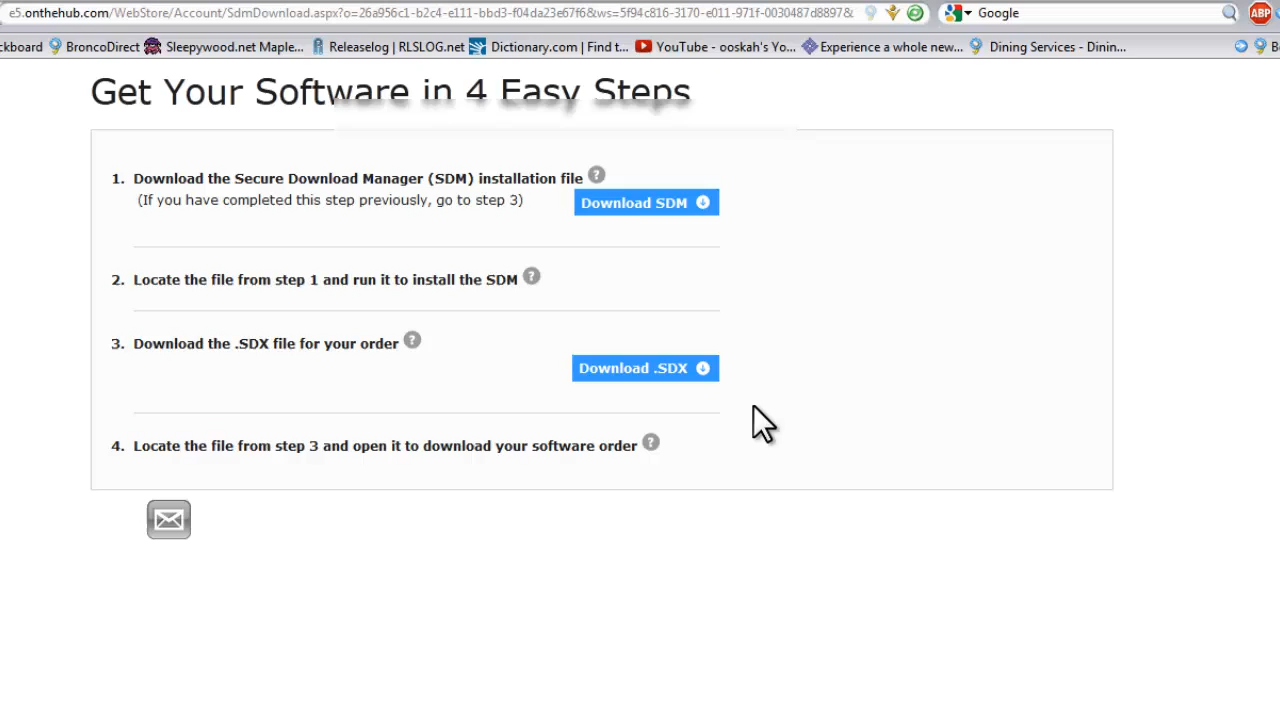 e5.onthehub.com/WebStore/Account/SdmDownload.aspx?o=26a956c1-b2c4-e111-bbd3-f04da23e67f6&ws=5f94c816-3170-e011-971f-0030487d8897& Google ABP
ckboard BroncoDirect Sleepywood.net Maple... Releaselog | RLSLOG.net Dictionary.com | Find t... YouTube - ooskah's Yo... Experience a whole new... Dining Services - Dinin... B
Get Your Software in 4 Easy Steps
1. Download the Secure Download Manager (SDM) installation file ?
(If you have completed this step previously, go to step 3) Download SDM
2. Locate the file from step 1 and run it to install the SDM ?
3. Download the .SDX file for your order ?
Download .SDX
4. Locate the file from step 3 and open it to download your software order ?